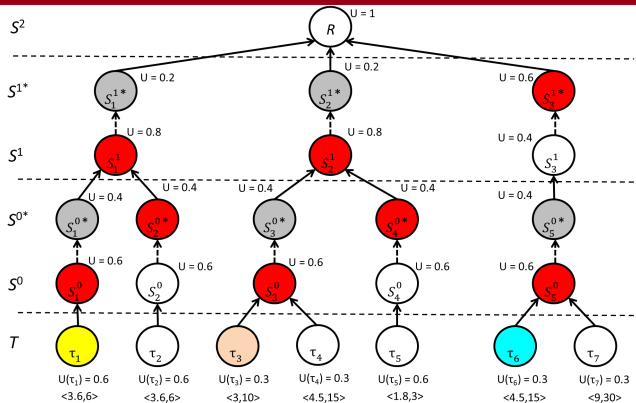 S² R U = 1
U = 0.2 U = 0.2 U = 0.6
S¹* S₁¹* S₂¹* S₃¹*
U = 0.8 U = 0.8 U = 0.4
S¹ S₁¹ S₂¹ S₃¹
U = 0.4 U = 0.4 U = 0.4 U = 0.4 U = 0.4
S⁰* S₁⁰* S₂⁰* S₃⁰* S₄⁰* S₅⁰*
U = 0.6 U = 0.6 U = 0.6 U = 0.6 U = 0.6
S⁰ S₁⁰ S₂⁰ S₃⁰ S₄⁰ S₅⁰
T τ₁ τ₂ τ₃ τ₄ τ₅ τ₆ τ₇
U(τ₁) = 0.6 U(τ₂) = 0.6 U(τ₃) = 0.3 U(τ₄) = 0.3 U(τ₅) = 0.6 U(τ₆) = 0.3 U(τ₇) = 0.3
<3.6,6> <3.6,6> <3,10> <4.5,15> <1.8,3> <4.5,15> <9,30>